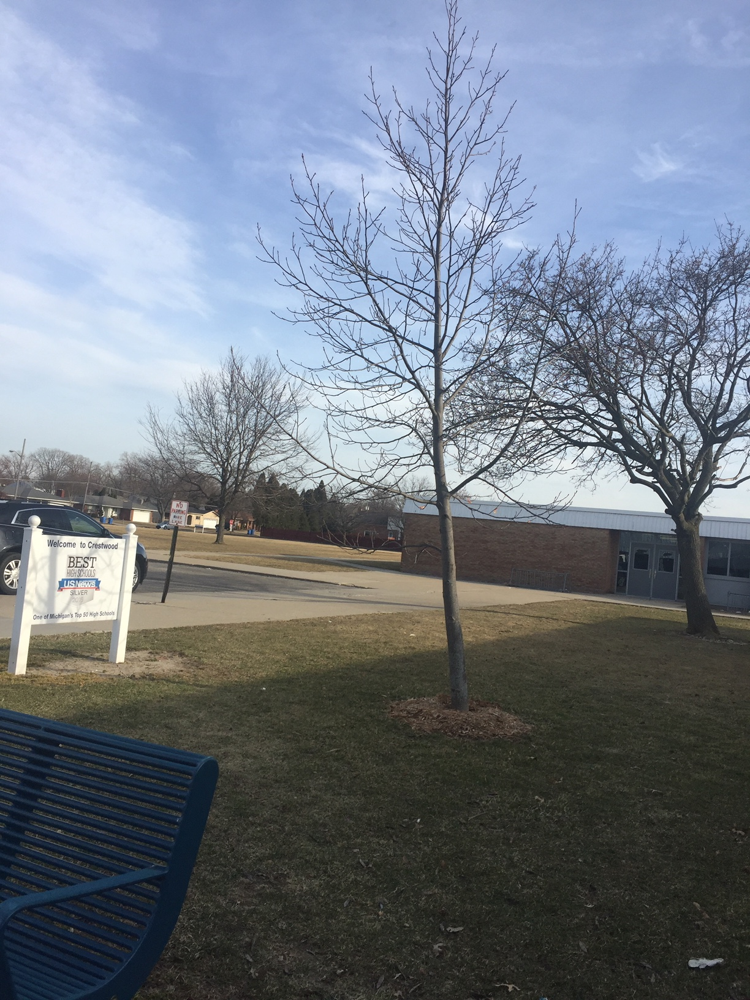 Welcome to Crestwood
BEST
HIGH SCHOOLS
USNews
SILVER
One of Michigan's Top 50 High Schools
NO
PARKING
FIRE
LANE